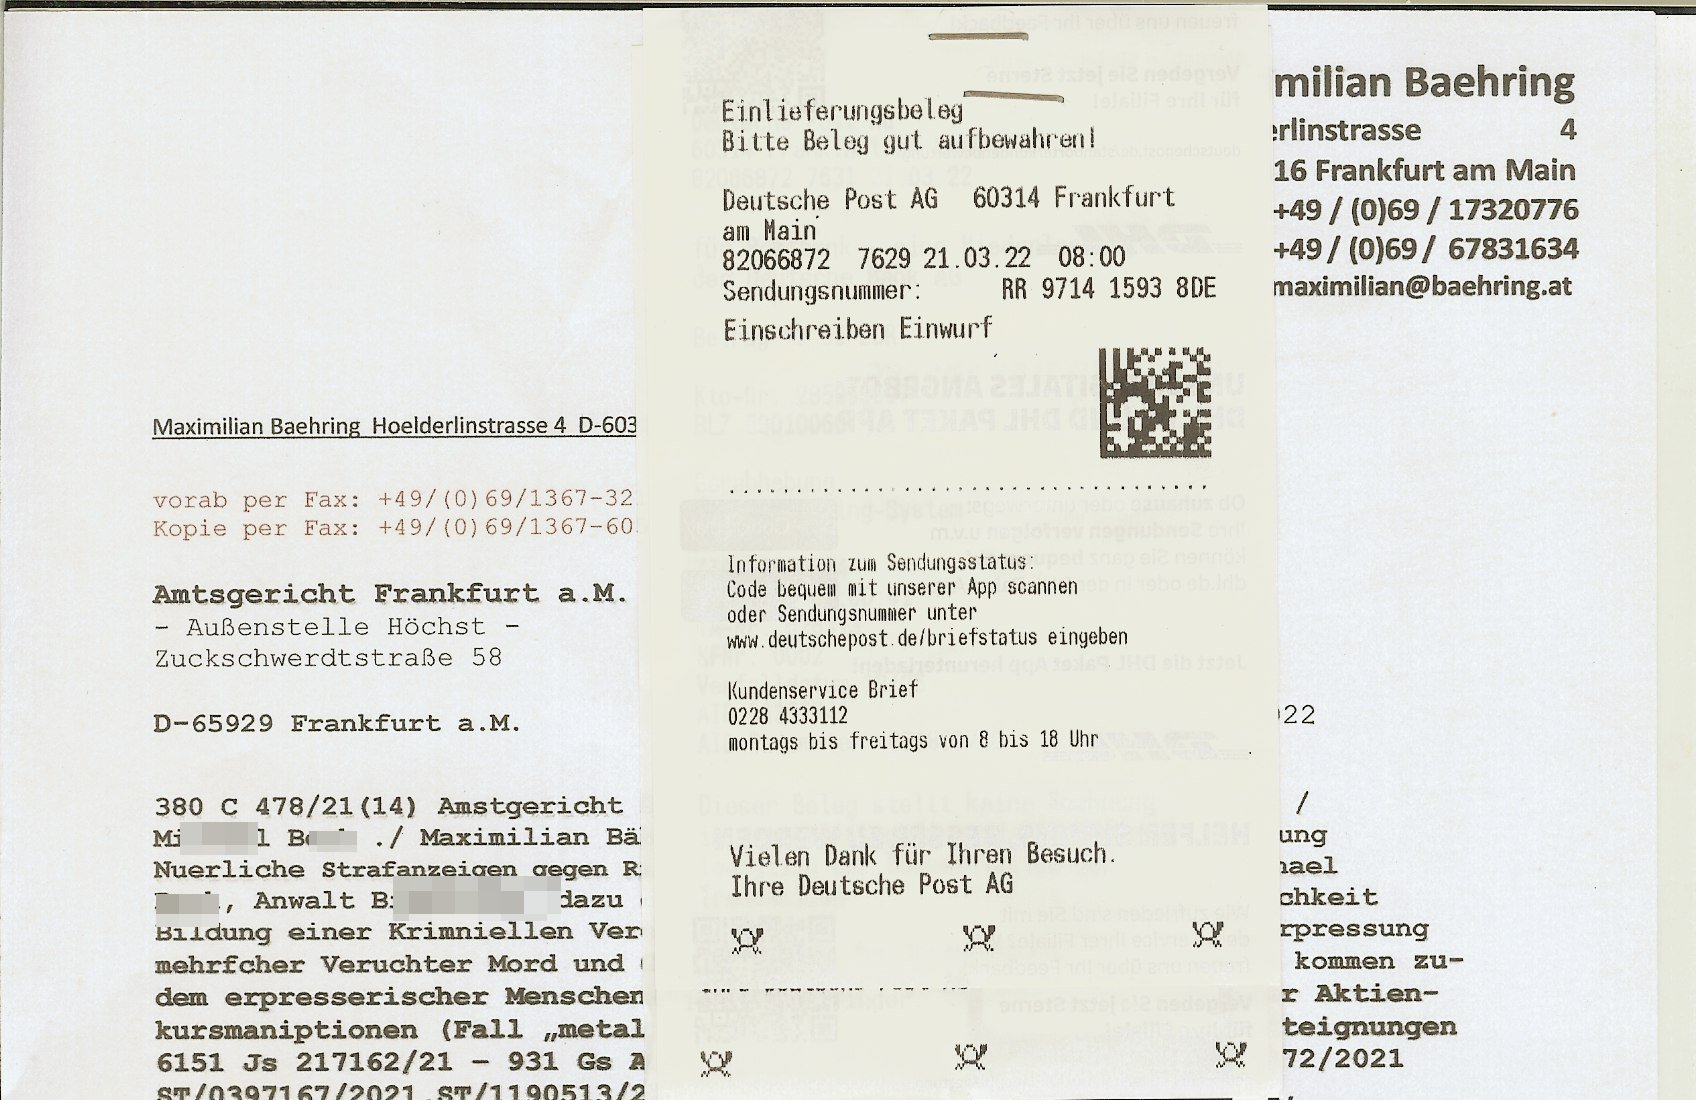 milian Baehring
erlinstrasse 4
16 Frankfurt am Main
+49 / (0)69 / 17320776
+49 / (0)69 / 67831634
maximilian@baehring.at
Einlieferungsbeleg
Bitte Beleg gut aufbewahren!
Deutsche Post AG 60314 Frankfurt
am Main
82066872 7629 21.03.22 08:00
Sendungsnummer: RR 9714 1593 8DE
Einschreiben Einwurf
Information zum Sendungsstatus:
Code bequem mit unserer App scannen
oder Sendungsnummer unter
www.deutschepost.de/briefstatus eingeben
Kundenservice Brief
0228 4333112
montags bis freitags von 8 bis 18 Uhr
Vielen Dank für Ihren Besuch.
Ihre Deutsche Post AG
Maximilian Baehring Hoelderlinstrasse 4 D-603
vorab per Fax: +49/(0)69/1367-32
Kopie per Fax: +49/(0)69/1367-60
Amtsgericht Frankfurt a.M.
- Außenstelle Höchst -
Zuckschwerdtstraße 58
D-65929 Frankfurt a.M.
022
380 C 478/21(14) Amstgericht /
./ Maximilian Bä ung
Nuerliche Strafanzeigen gegen R hael
, Anwalt dazu chkeit
Bildung einer Krimniellen Ver rpressung
mehrfcher Veruchter Mord und kommen zu-
dem erpresserischer Menschen r Aktien-
kursmaniptionen (Fall „metal teignungen
6151 Js 217162/21 - 931 Gs A 72/2021
ST/0397167/2021,ST/1190513/2